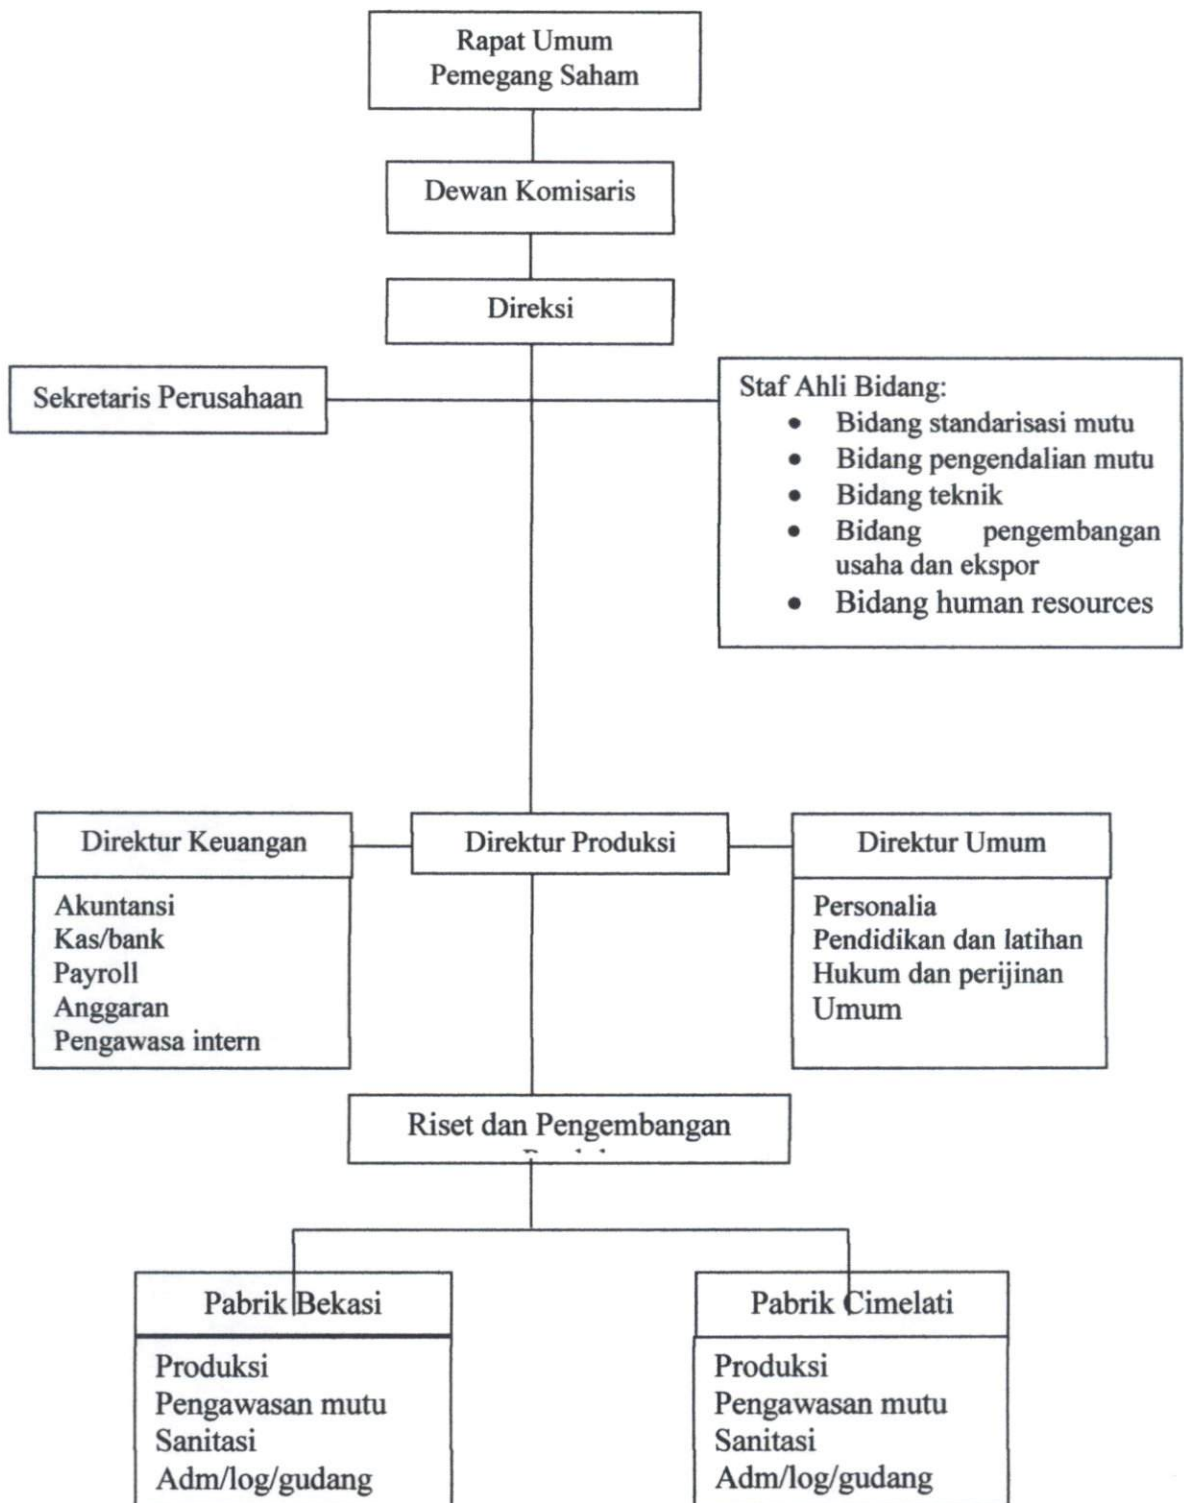 Rapat Umum
Pemegang Saham
Dewan Komisaris
Direksi
Sekretaris Perusahaan
Staf Ahli Bidang:
• Bidang standarisasi mutu
• Bidang pengendalian mutu
• Bidang teknik
• Bidang pengembangan
usaha dan ekspor
• Bidang human resources
Direktur Keuangan
Akuntansi
Kas/bank
Payroll
Anggaran
Pengawasa intern
Direktur Produksi
Direktur Umum
Personalia
Pendidikan dan latihan
Hukum dan perijinan
Umum
Riset dan Pengembangan
Pabrik Bekasi
Produksi
Pengawasan mutu
Sanitasi
Adm/log/gudang
Pabrik Cimelati
Produksi
Pengawasan mutu
Sanitasi
Adm/log/gudang